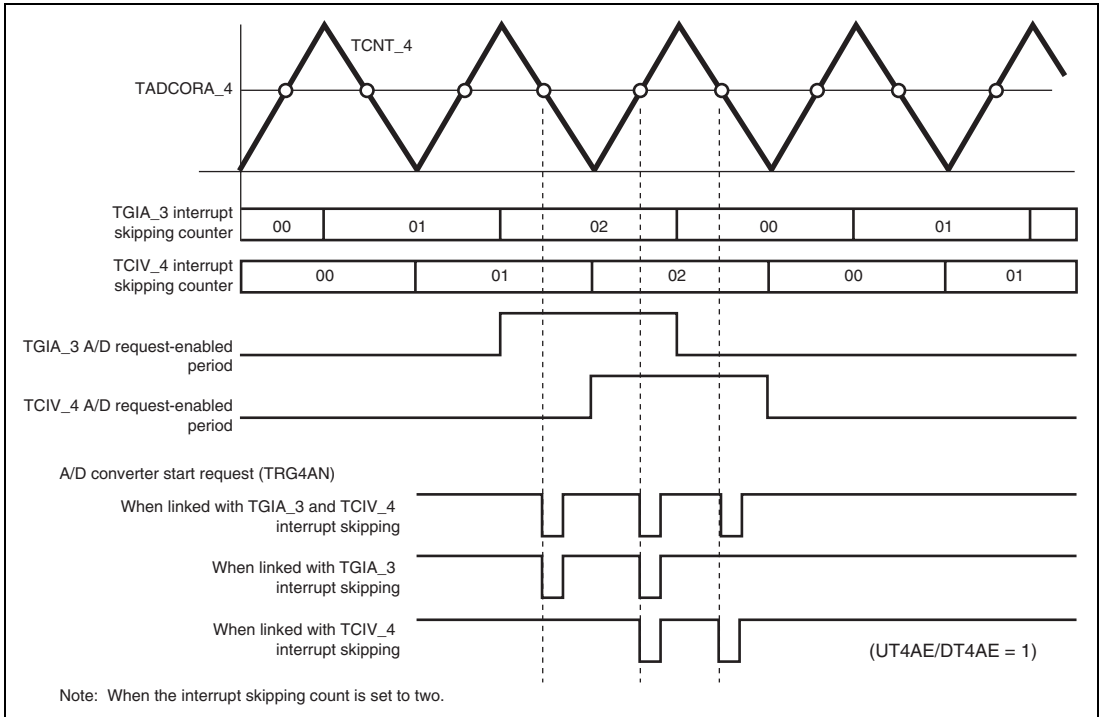 TCNT_4
TADCORA_4
TGIA_3 interrupt
skipping counter
00 01 02 00 01
TCIV_4 interrupt
skipping counter
00 01 02 00 01
TGIA_3 A/D request-enabled
period
TCIV_4 A/D request-enabled
period
A/D converter start request (TRG4AN)
When linked with TGIA_3 and TCIV_4
interrupt skipping
When linked with TGIA_3
interrupt skipping
When linked with TCIV_4
interrupt skipping
(UT4AE/DT4AE = 1)
Note: When the interrupt skipping count is set to two.